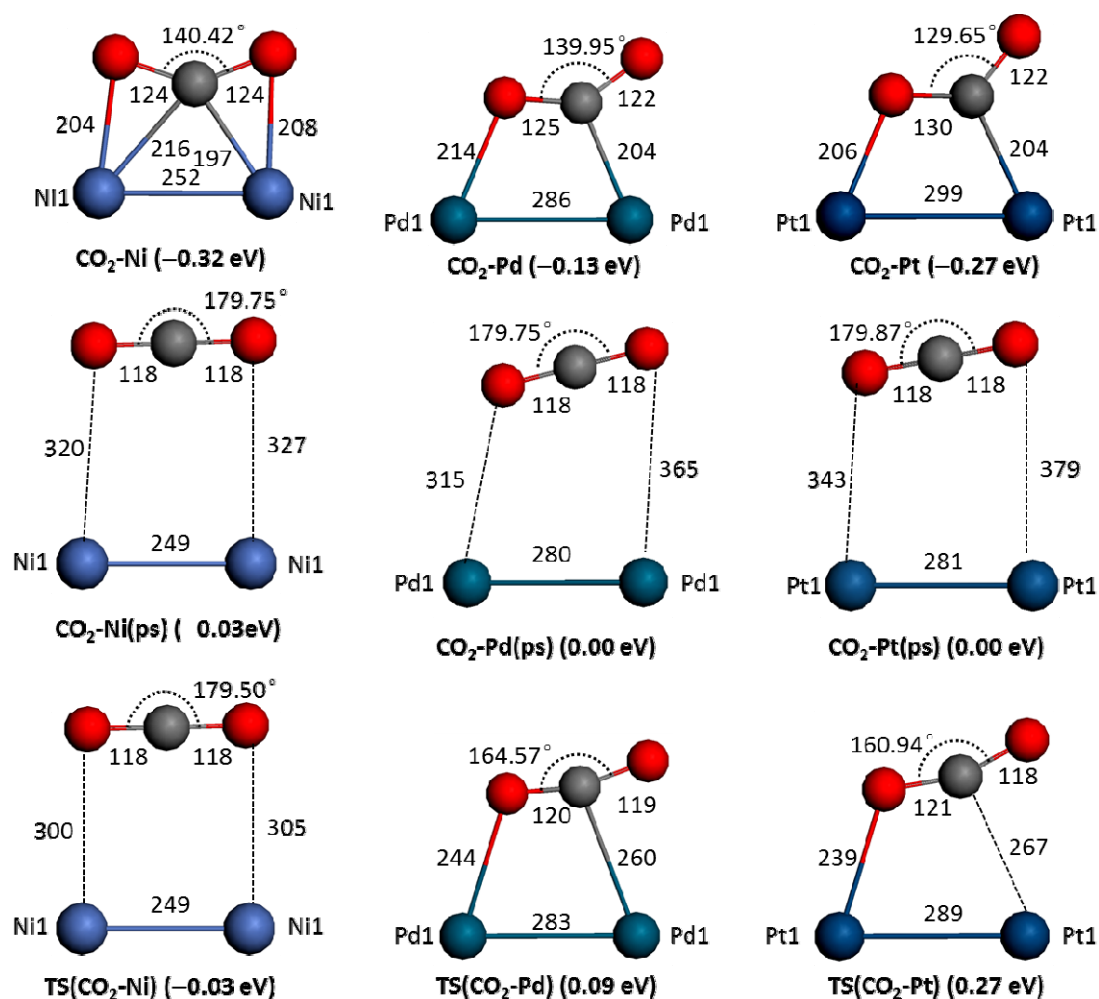 140.42°
124 124
204 208
216 197
252
NI1 Ni1
CO₂-Ni (−0.32 eV)
139.95°
122
125
214 204
286
Pd1 Pd1
CO₂-Pd (−0.13 eV)
129.65°
122
130
206 204
299
Pt1 Pt1
CO₂-Pt (−0.27 eV)
179.75°
118 118
320 327
249
Ni1 Ni1
CO₂-Ni(ps) ( 0.03eV)
179.75°
118 118
315 365
280
Pd1 Pd1
CO₂-Pd(ps) (0.00 eV)
179.87°
118 118
343 379
281
Pt1 Pt1
CO₂-Pt(ps) (0.00 eV)
179.50°
118 118
300 305
249
Ni1 Ni1
TS(CO₂-Ni) (−0.03 eV)
164.57°
119
120
244 260
283
Pd1 Pd1
TS(CO₂-Pd) (0.09 eV)
160.94°
118
121
239 267
289
Pt1 Pt1
TS(CO₂-Pt) (0.27 eV)